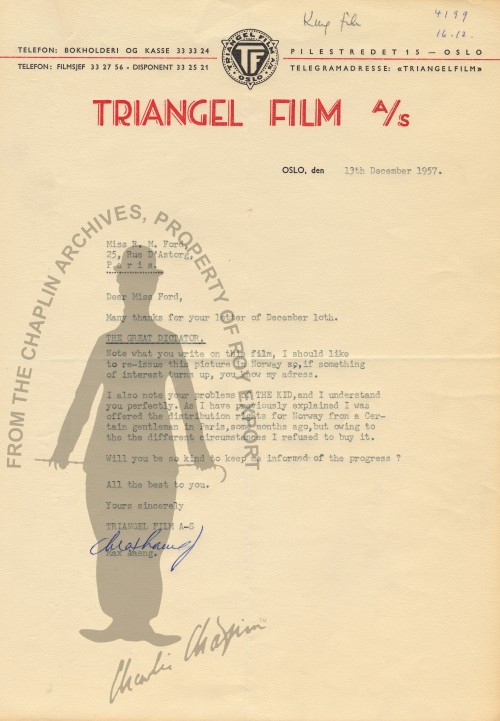 4199
16.12.
TELEFON: BOKHOLDERI OG KASSE 33 33 24
PILESTREDET 15 — OSLO
TELEFON: FILMSJEF 33 27 56 • DISPONENT 33 25 21
TELEGRAMADRESSE: «TRIANGELFILM»
TRIANGEL FILM A/S
TF
OSLO
TRIANGEL FILM A/S
OSLO, den 13th December 1957.
Miss R. M. Ford,
25, Rue D'Astorg,
P a r i s.
Dear Miss Ford,
Many thanks for your letter of December 1oth.
THE GREAT DICTATOR.
Note what you write on this film, I should like
to re-issue this picture in Norway so,if something
of interest turns up, you know my adress.
I also note your problems re THE KID,and I understand
you perfectly. As I have previously explained I was
offered the distribution rights for Norway from a Cer-
tain gentleman in Paris,some months ago,but owing to
the the different circumstances I refused to buy it.
Will you be so kind to keep me informed of the progress ?
All the best to you.
Yours sincerely
TRIANGEL FILM A-S
FROM THE CHAPLIN ARCHIVES, PROPERTY OF ROY EXPORT
Charlie Chaplin™